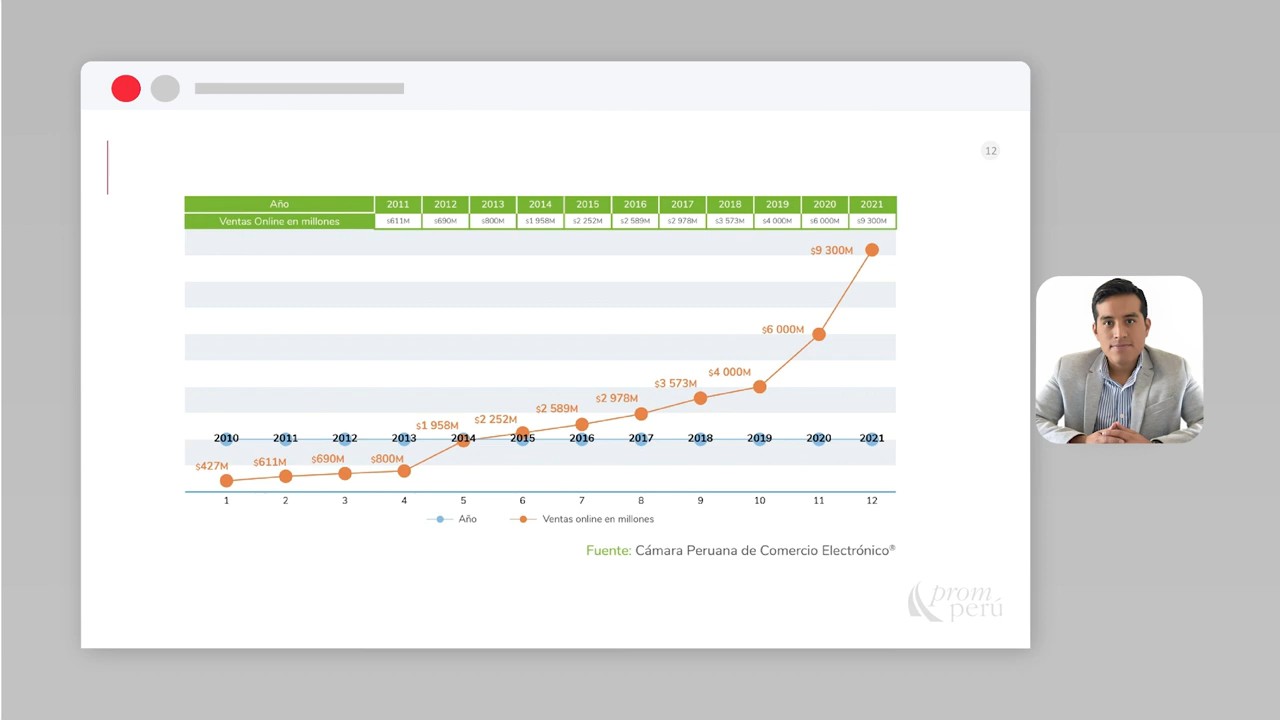 12
Año 2011 2012 2013 2014 2015 2016 2017 2018 2019 2020 2021
Ventas Online en millones $611M $690M $800M $1 958M $2 252M $2 589M $2 978M $3 573M $4 000M $6 000M $9 300M
$9 300M
$6 000M
$4 000M
$3 573M
$2 978M
$2 589M
$2 252M
$1 958M
2010 2011 2012 2013 2014 2015 2016 2017 2018 2019 2020 2021
$427M $611M $690M $800M
1 2 3 4 5 6 7 8 9 10 11 12
Año Ventas online en millones
Fuente: Cámara Peruana de Comercio Electrónico®
prom
perú